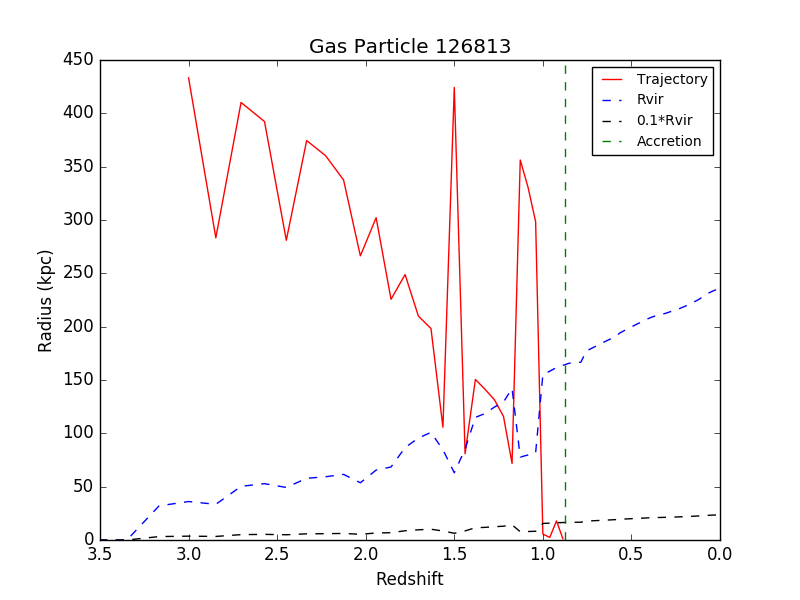 Gas Particle 126813
450
400
350
300
250
200
150
100
50
0
Radius (kpc)
3.5 3.0 2.5 2.0 1.5 1.0 0.5 0.0
Redshift
Trajectory
Rvir
0.1*Rvir
Accretion